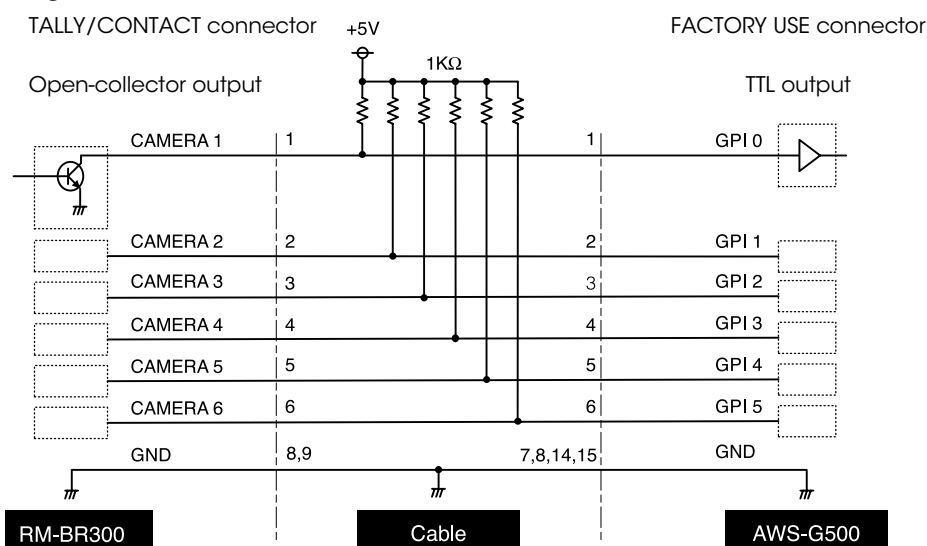 TALLY/CONTACT connector
+5V
FACTORY USE connector
Open-collector output
1KΩ
TTL output
CAMERA 1 1 1 GPI 0
CAMERA 2 2 2 GPI 1
CAMERA 3 3 3 GPI 2
CAMERA 4 4 4 GPI 3
CAMERA 5 5 5 GPI 4
CAMERA 6 6 6 GPI 5
GND 8,9 7,8,14,15 GND
RM-BR300 Cable AWS-G500